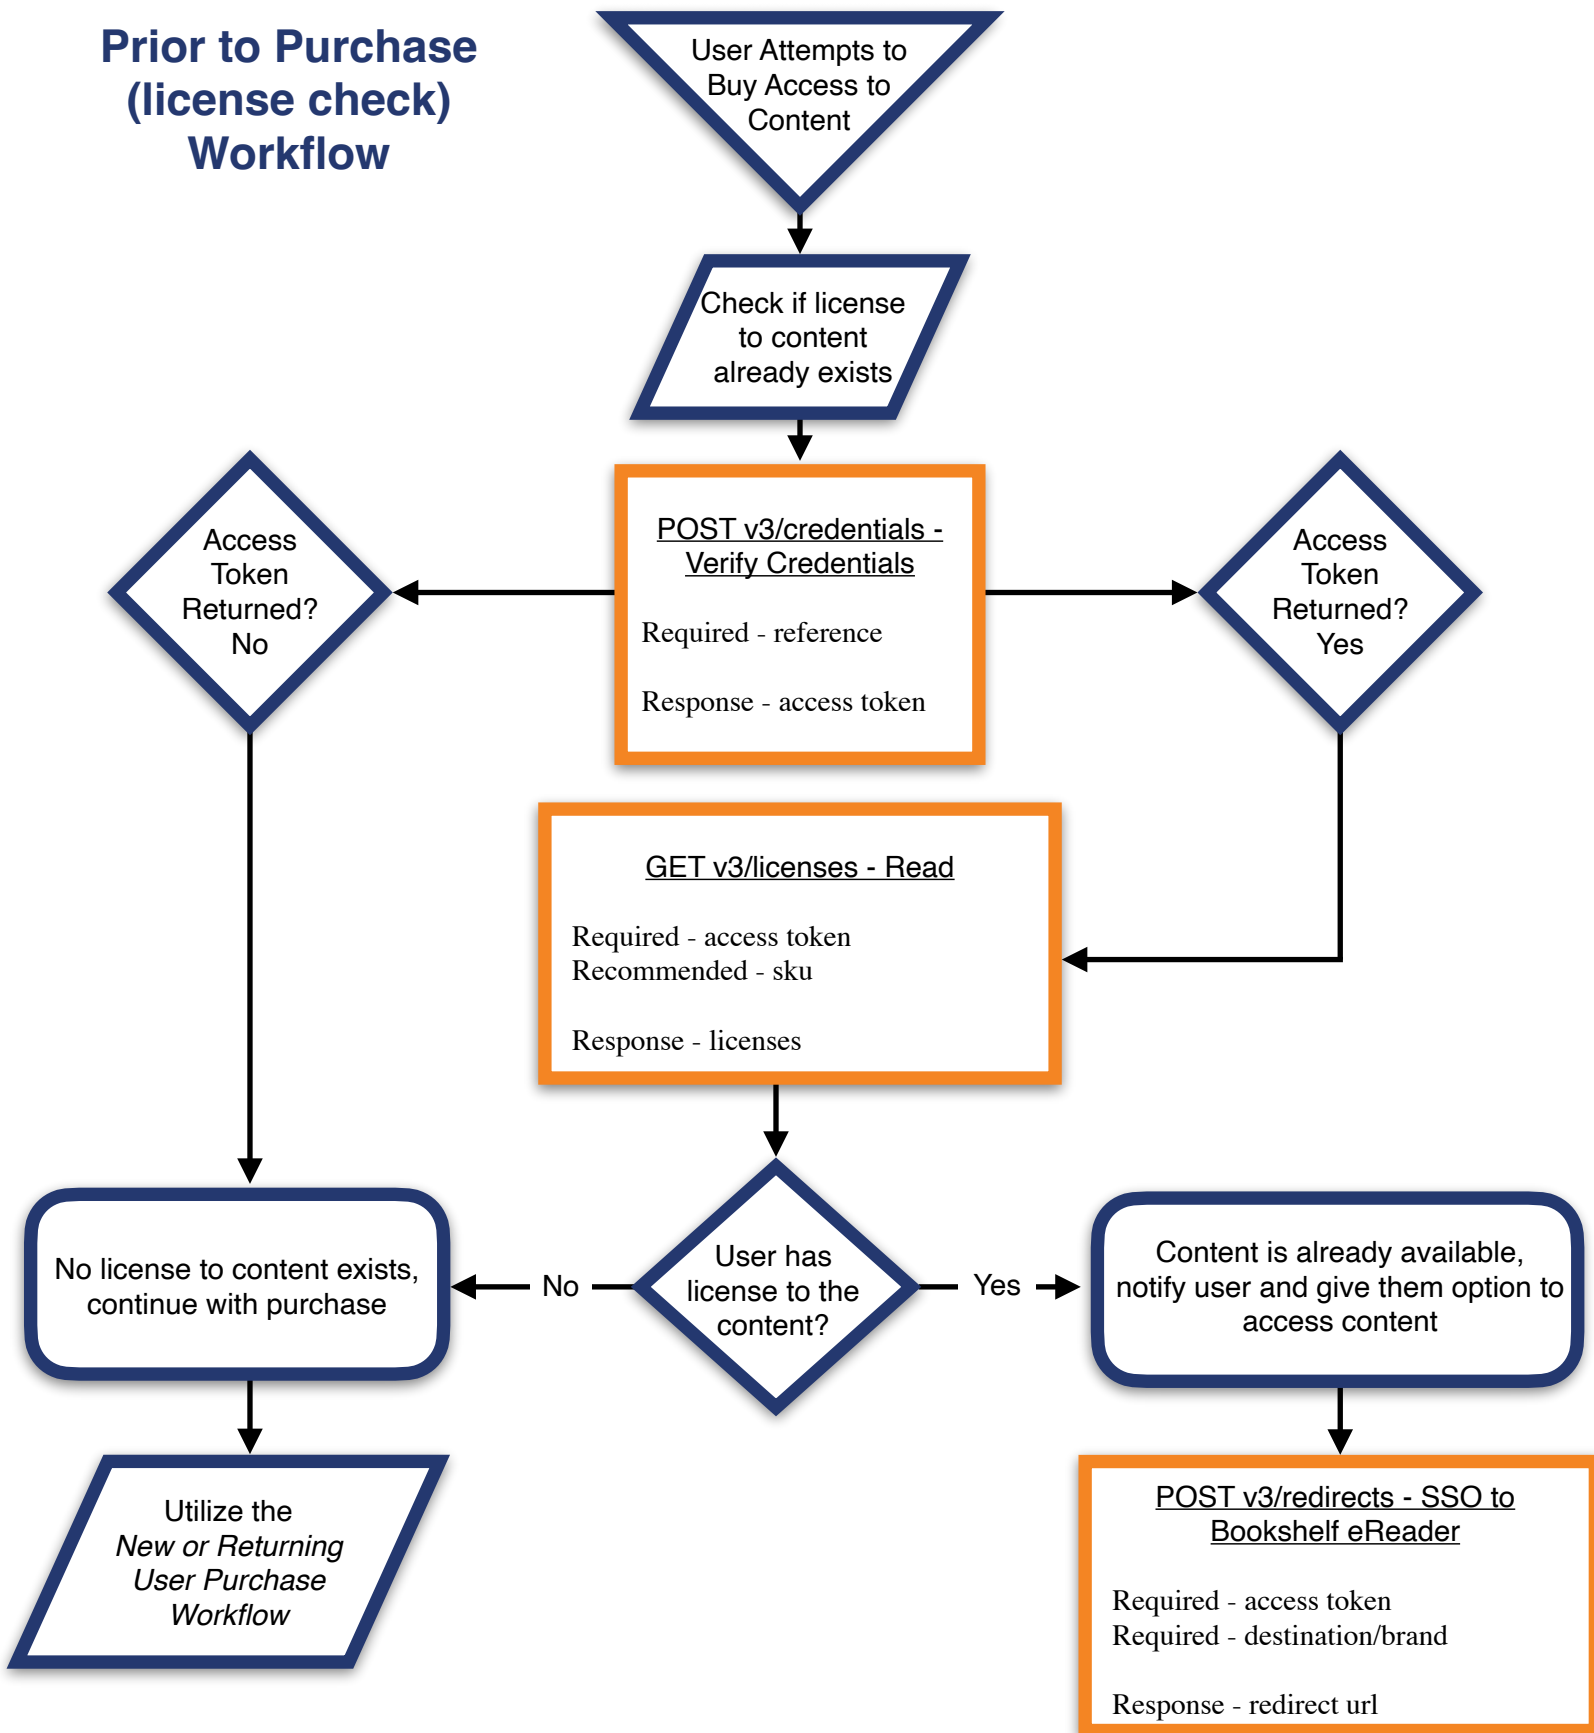 Prior to Purchase
(license check)
Workflow
User Attempts to
Buy Access to
Content
Check if license
to content
already exists
Access
Token
Returned?
No
POST v3/credentials -
Verify Credentials
Required - reference
Response - access token
Access
Token
Returned?
Yes
GET v3/licenses - Read
Required - access token
Recommended - sku
Response - licenses
No license to content exists,
continue with purchase
No
User has
license to the
content?
Yes
Content is already available,
notify user and give them option to
access content
Utilize the
New or Returning
User Purchase
Workflow
POST v3/redirects - SSO to
Bookshelf eReader
Required - access token
Required - destination/brand
Response - redirect url